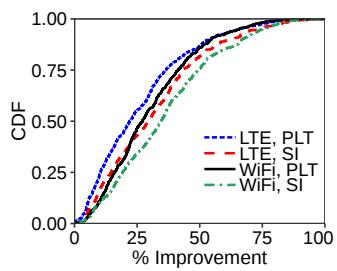 1.00
0.75
0.50
0.25
0.00
CDF
LTE, PLT
LTE, SI
WiFi, PLT
WiFi, SI
0 25 50 75 100
% Improvement